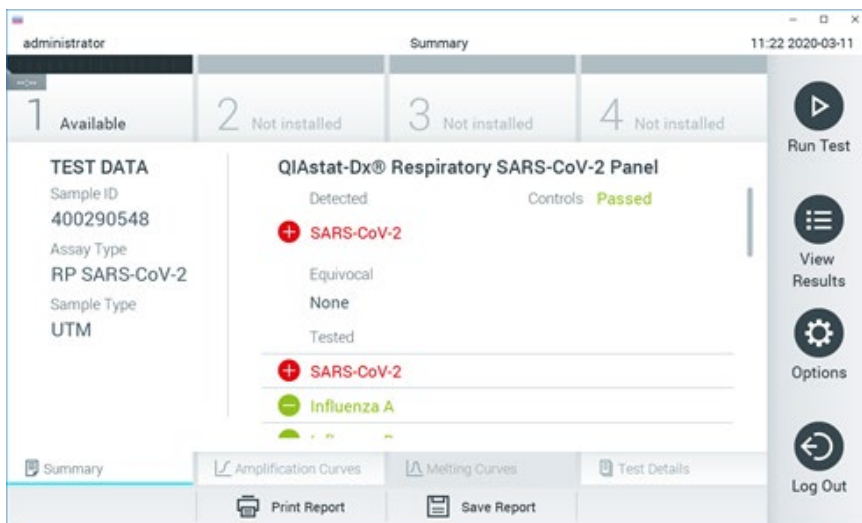 administrator Summary 11:22 2020-03-11
1 Available 2 Not installed 3 Not installed 4 Not installed
Run Test
TEST DATA
Sample ID
400290548
Assay Type
RP SARS-CoV-2
Sample Type
UTM
QIAstat-Dx® Respiratory SARS-CoV-2 Panel
Detected Controls Passed
SARS-CoV-2
Equivocal
None
Tested
SARS-CoV-2
Influenza A
View
Results
Options
Log Out
Summary Amplification Curves Melting Curves Test Details
Print Report Save Report